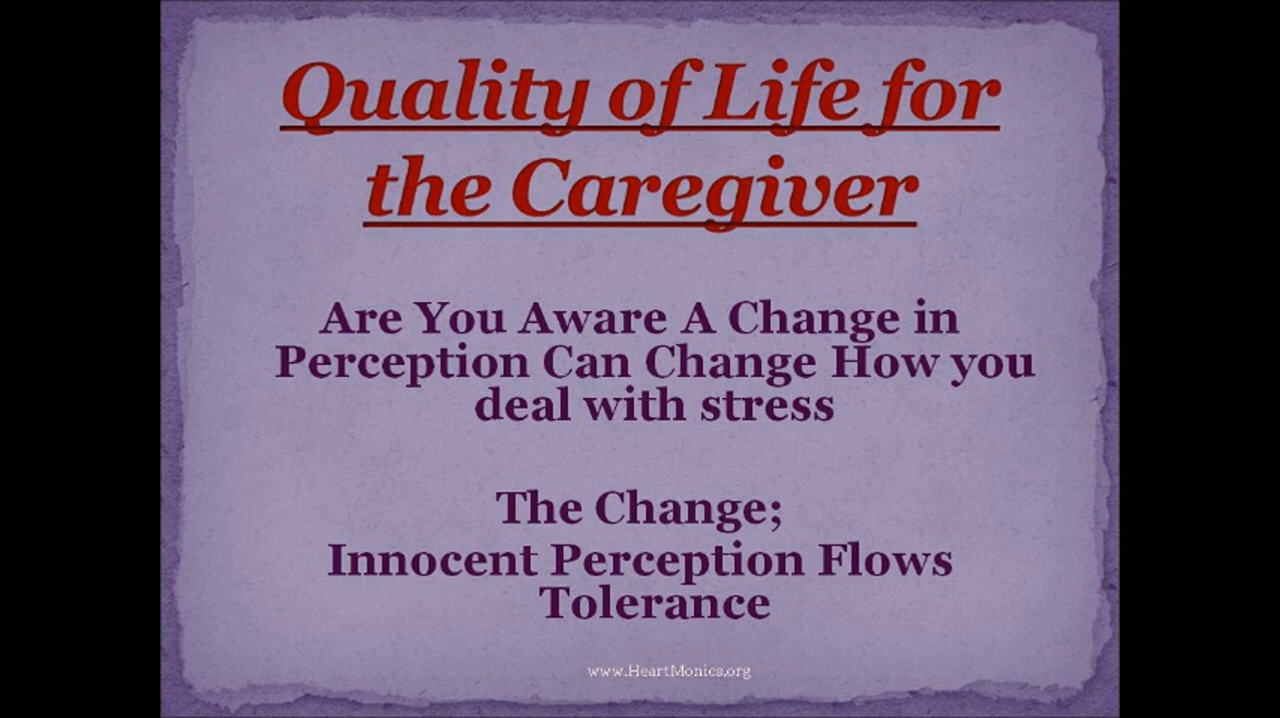 Quality of Life for
the Caregiver
Are You Aware A Change in
Perception Can Change How you
deal with stress
The Change;
Innocent Perception Flows
Tolerance
www.HeartMonics.org